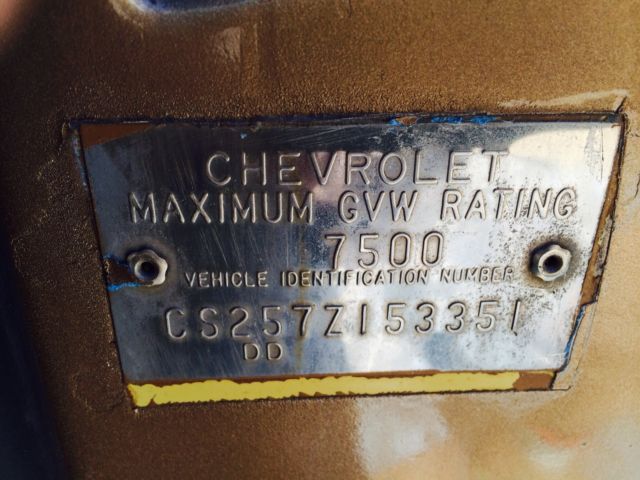 CHEVROLET
MAXIMUM GVW RATING
7500
VEHICLE IDENTIFICATION NUMBER
CS257Z153351
DD